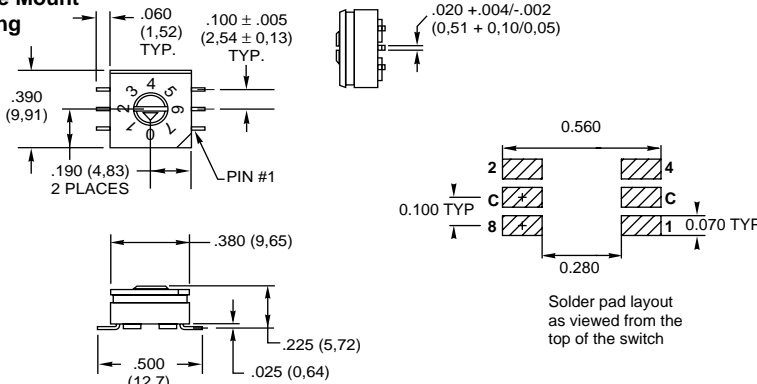 e Mount
ng
.060
(1,52)
TYP.
.100 ± .005
(2,54 ± 0,13)
TYP.
.020 +.004/-.002
(0,51 + 0,10/0,05)
.390
(9,91)
0 1 2 3 4 5 6 7
.190 (4,83)
2 PLACES
PIN #1
0.560
2
4
C
C
0.100 TYP
8
1
0.070 TYP
0.280
.380 (9,65)
.225 (5,72)
.025 (0,64)
.500
(12,7)
Solder pad layout
as viewed from the
top of the switch